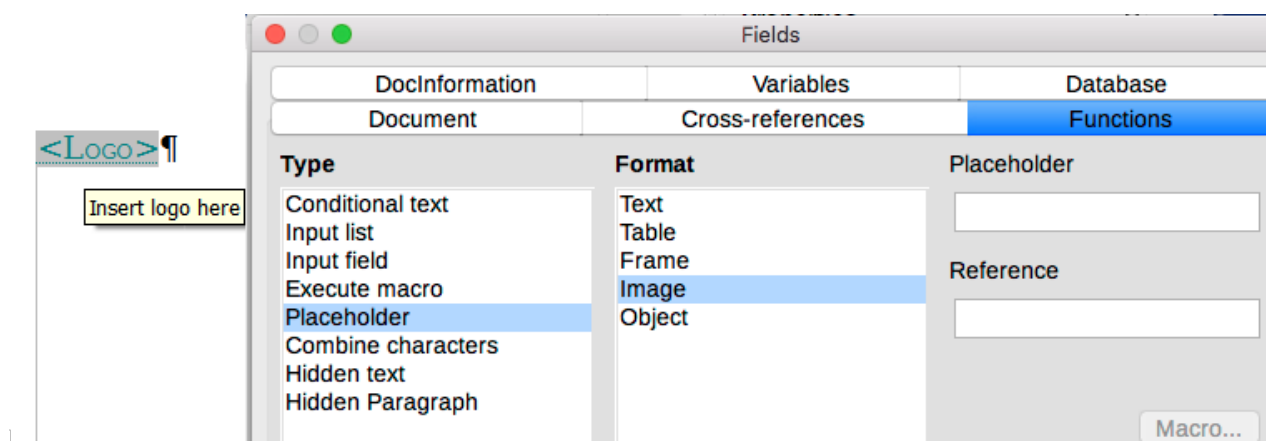 Fields
DocInformation Variables Database
Document Cross-references Functions
<Logo>¶
Insert logo here
Type
Conditional text
Input list
Input field
Execute macro
Placeholder
Combine characters
Hidden text
Hidden Paragraph
Format
Text
Table
Frame
Image
Object
Placeholder
Reference
Macro...